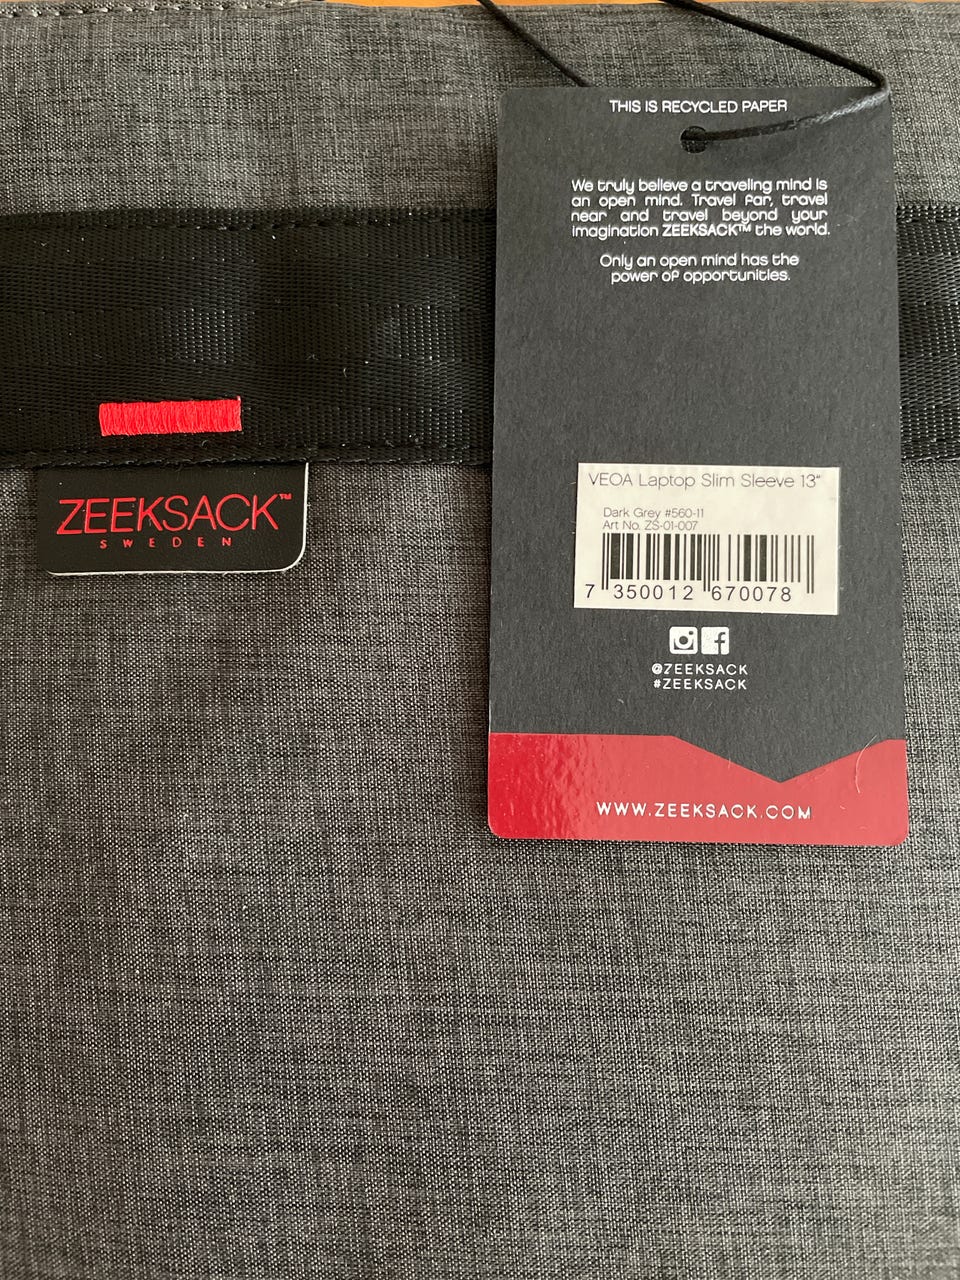 THIS IS RECYCLED PAPER
We truly believe a traveling mind is
an open mind. Travel far, travel
near and travel beyond your
imagination ZEEKSACK™ the world.
Only an open mind has the
power of opportunities.
ZEEKSACK™
SWEDEN
VEOA Laptop Slim Sleeve 13"
Dark Grey #560-11
Art No. ZS-01-007
7 350012 670078
@ZEEKSACK
#ZEEKSACK
WWW.ZEEKSACK.COM